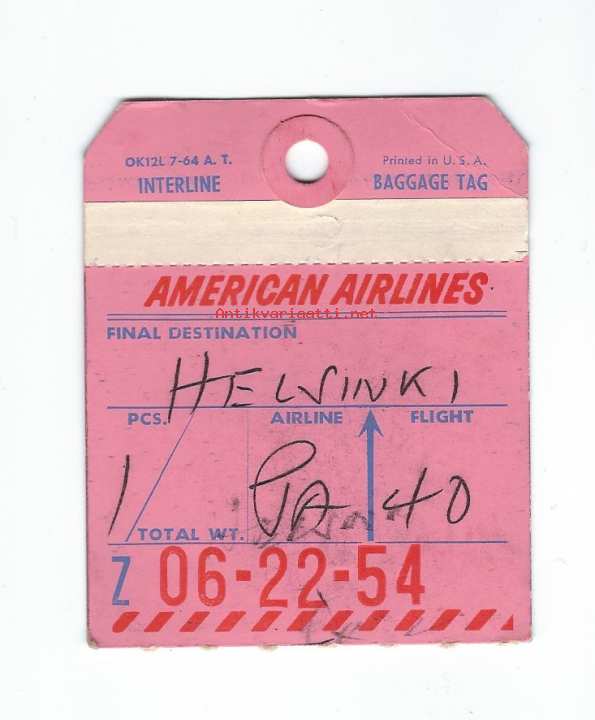 OK12L 7-64 A. T. Printed in U. S. A.
INTERLINE BAGGAGE TAG
AMERICAN AIRLINES
Antikvariaatti.net
FINAL DESTINATION
HELSINKI
PCS. AIRLINE FLIGHT
1 PA 40
TOTAL WT.
Z 06-22-54